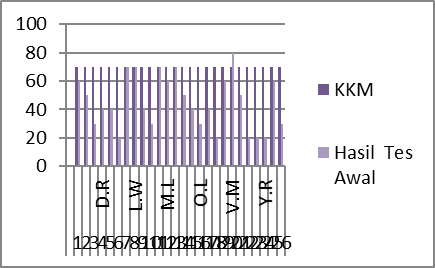 100
80
60
40
20
0
D.R
L.W
M.L
O.L
V.M
Y.R
KKM
Hasil Tes
Awal